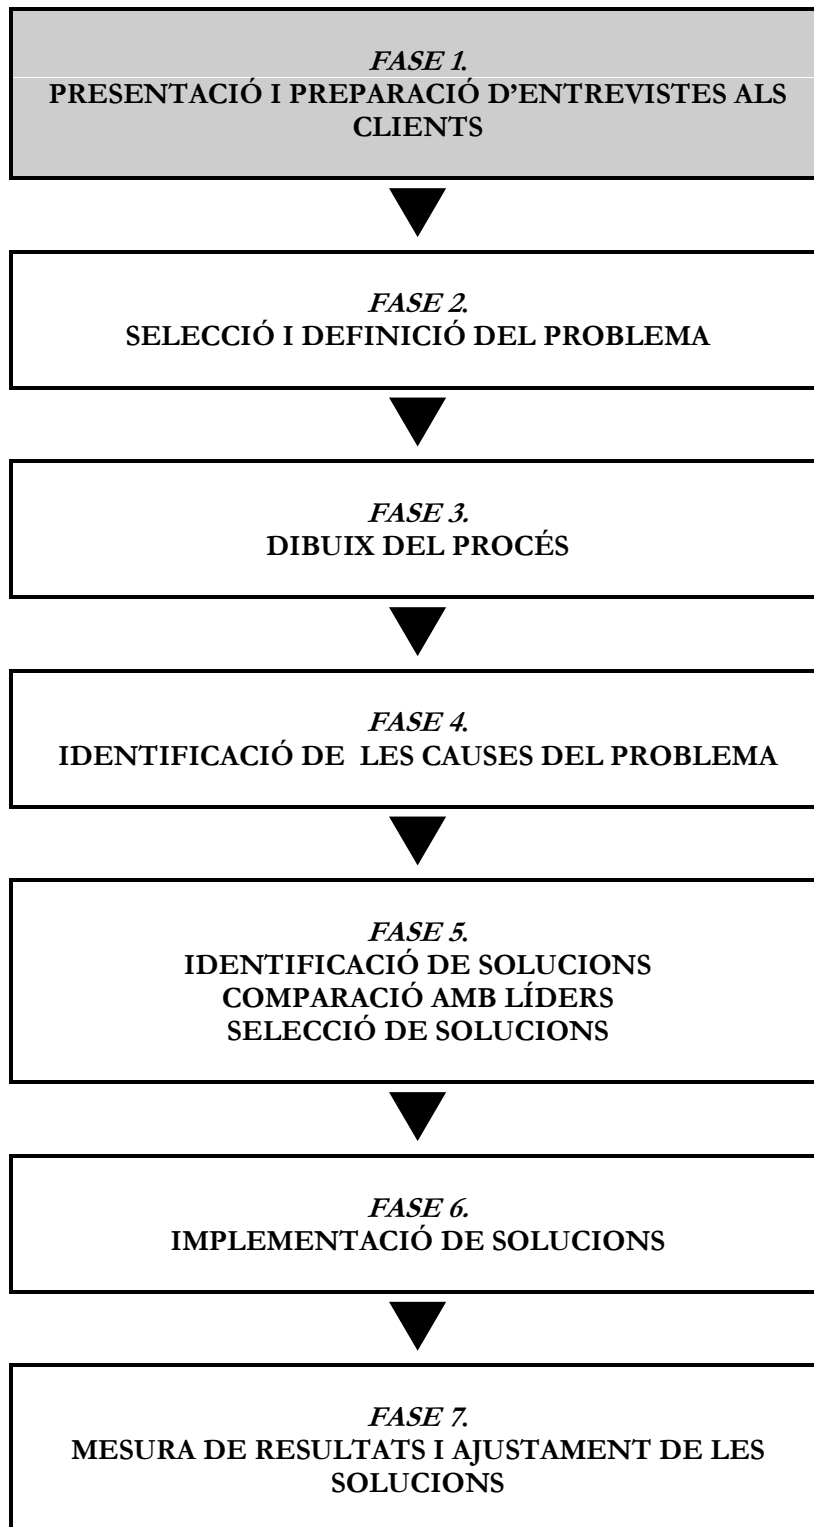 FASE 1.
PRESENTACIÓ I PREPARACIÓ D’ENTREVISTES ALS
CLIENTS
FASE 2.
SELECCIÓ I DEFINICIÓ DEL PROBLEMA
FASE 3.
DIBUIX DEL PROCÉS
FASE 4.
IDENTIFICACIÓ DE LES CAUSES DEL PROBLEMA
FASE 5.
IDENTIFICACIÓ DE SOLUCIONS
COMPARACIÓ AMB LÍDERS
SELECCIÓ DE SOLUCIONS
FASE 6.
IMPLEMENTACIÓ DE SOLUCIONS
FASE 7.
MESURA DE RESULTATS I AJUSTAMENT DE LES
SOLUCIONS